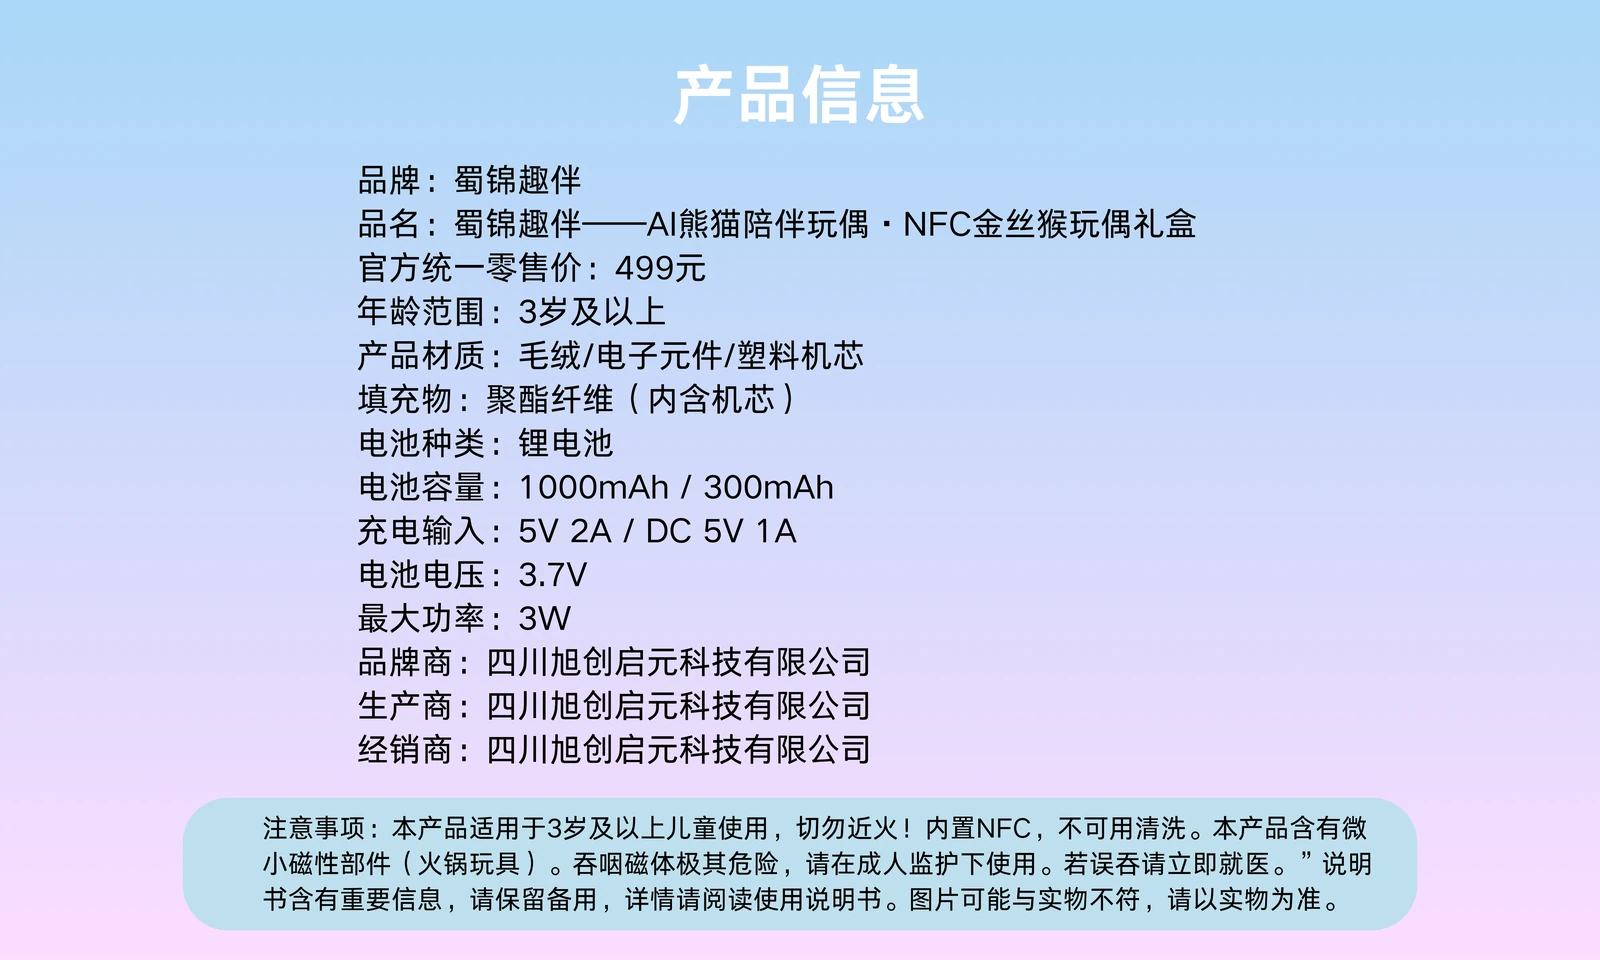 产品信息
品牌：蜀锦趣伴
品名：蜀锦趣伴——AI熊猫陪伴玩偶·NFC金丝猴玩偶礼盒
官方统一零售价：499元
年龄范围：3岁及以上
产品材质：毛绒/电子元件/塑料机芯
填充物：聚酯纤维（内含机芯）
电池种类：锂电池
电池容量：1000mAh / 300mAh
充电输入：5V 2A / DC 5V 1A
电池电压：3.7V
最大功率：3W
品牌商：四川旭创启元科技有限公司
生产商：四川旭创启元科技有限公司
经销商：四川旭创启元科技有限公司
注意事项：本产品适用于3岁及以上儿童使用，切勿近火！内置NFC，不可用清洗。本产品含有微
小磁性部件（火锅玩具）。吞咽磁体极其危险，请在成人监护下使用。若误吞请立即就医。”说明
书含有重要信息，请保留备用，详情请阅读使用说明书。图片可能与实物不符，请以实物为准。